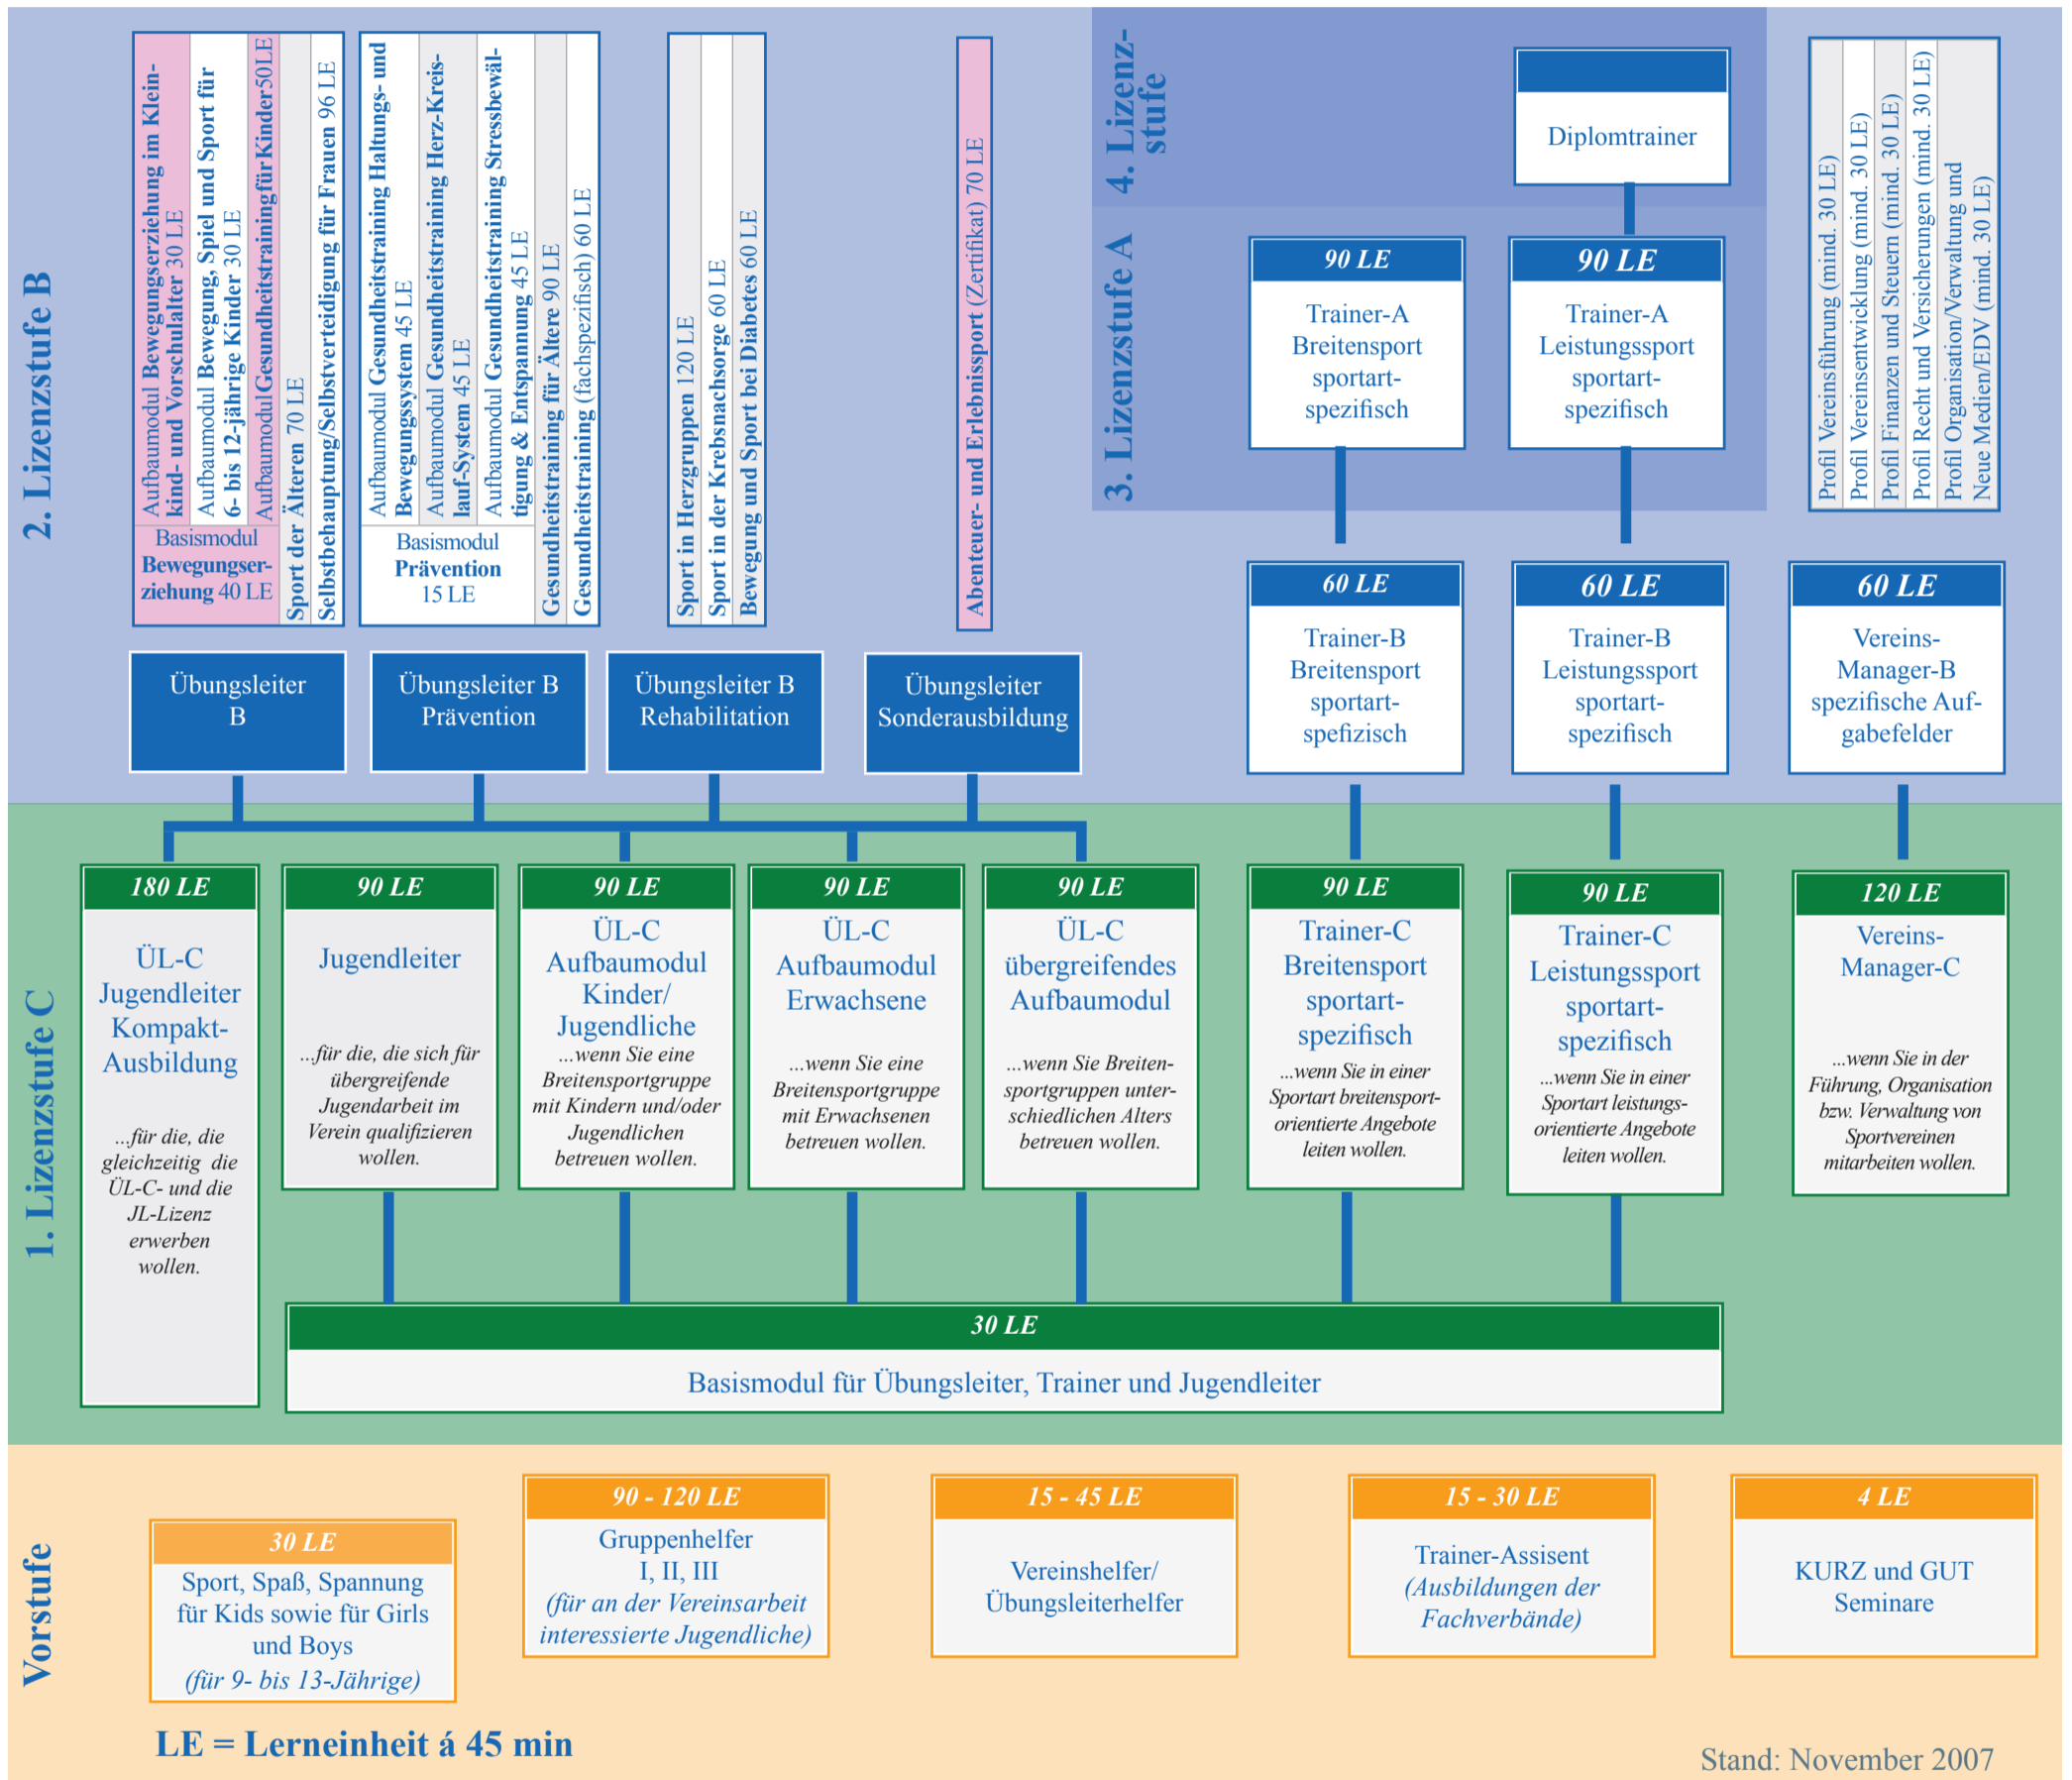 2. Lizenzstufe B
Aufbaumodul Bewegungserziehung im Klein-
kind- und Vorschulalter 30 LE
Aufbaumodul Bewegung, Spiel und Sport für
6- bis 12-jährige Kinder 30 LE
Aufbaumodul Gesundheitstraining für Kinder 50 LE
Basismodul
Bewegungser-
ziehung 40 LE
Sport der Älteren 70 LE
Selbstbehauptung/Selbstverteidigung für Frauen 96 LE
Aufbaumodul Gesundheitstraining Haltungs- und
Bewegungssystem 45 LE
Aufbaumodul Gesundheitstraining Herz-Kreis-
lauf-System 45 LE
Aufbaumodul Gesundheitstraining Stressbewäl-
tigung & Entspannung 45 LE
Basismodul
Prävention
15 LE
Gesundheitstraining für Ältere 90 LE
Gesundheitstraining (fachspezifisch) 60 LE
Sport in Herzgruppen 120 LE
Sport in der Krebsnachsorge 60 LE
Bewegung und Sport bei Diabetes 60 LE
Abenteuer- und Erlebnissport (Zertifikat) 70 LE
4. Lizenz-
stufe
Diplomtrainer
3. Lizenzstufe A
90 LE
Trainer-A
Breitensport
sportart-
spezifisch
90 LE
Trainer-A
Leistungssport
sportart-
spezifisch
Profil Vereinsführung (mind. 30 LE)
Profil Vereinsentwicklung (mind. 30 LE)
Profil Finanzen und Steuern (mind. 30 LE)
Profil Recht und Versicherungen (mind. 30 LE)
Profil Organisation/Verwaltung und
Neue Medien/EDV (mind. 30 LE)
Übungsleiter
B
Übungsleiter B
Prävention
Übungsleiter B
Rehabilitation
Übungsleiter
Sonderausbildung
60 LE
Trainer-B
Breitensport
sportart-
spefizisch
60 LE
Trainer-B
Leistungssport
sportart-
spezifisch
60 LE
Vereins-
Manager-B
spezifische Auf-
gabefelder
1. Lizenzstufe C
180 LE
ÜL-C
Jugendleiter
Kompakt-
Ausbildung
...für die, die
gleichzeitig die
ÜL-C- und die
JL-Lizenz
erwerben
wollen.
90 LE
Jugendleiter
...für die, die sich für
übergreifende
Jugendarbeit im
Verein qualifizieren
wollen.
90 LE
ÜL-C
Aufbaumodul
Kinder/
Jugendliche
...wenn Sie eine
Breitensportgruppe
mit Kindern und/oder
Jugendlichen
betreuen wollen.
90 LE
ÜL-C
Aufbaumodul
Erwachsene
...wenn Sie eine
Breitensportgruppe
mit Erwachsenen
betreuen wollen.
90 LE
ÜL-C
übergreifendes
Aufbaumodul
...wenn Sie Breiten-
sportgruppen unter-
schiedlichen Alters
betreuen wollen.
90 LE
Trainer-C
Breitensport
sportart-
spezifisch
...wenn Sie in einer
Sportart breitensport-
orientierte Angebote
leiten wollen.
90 LE
Trainer-C
Leistungssport
sportart-
spezifisch
...wenn Sie in einer
Sportart leistungs-
orientierte Angebote
leiten wollen.
120 LE
Vereins-
Manager-C
...wenn Sie in der
Führung, Organisation
bzw. Verwaltung von
Sportvereinen
mitarbeiten wollen.
30 LE
Basismodul für Übungsleiter, Trainer und Jugendleiter
Vorstufe
30 LE
Sport, Spaß, Spannung
für Kids sowie für Girls
und Boys
(für 9- bis 13-Jährige)
90 - 120 LE
Gruppenhelfer
I, II, III
(für an der Vereinsarbeit
interessierte Jugendliche)
15 - 45 LE
Vereinshelfer/
Übungsleiterhelfer
15 - 30 LE
Trainer-Assisent
(Ausbildungen der
Fachverbände)
4 LE
KURZ und GUT
Seminare
LE = Lerneinheit á 45 min
Stand: November 2007